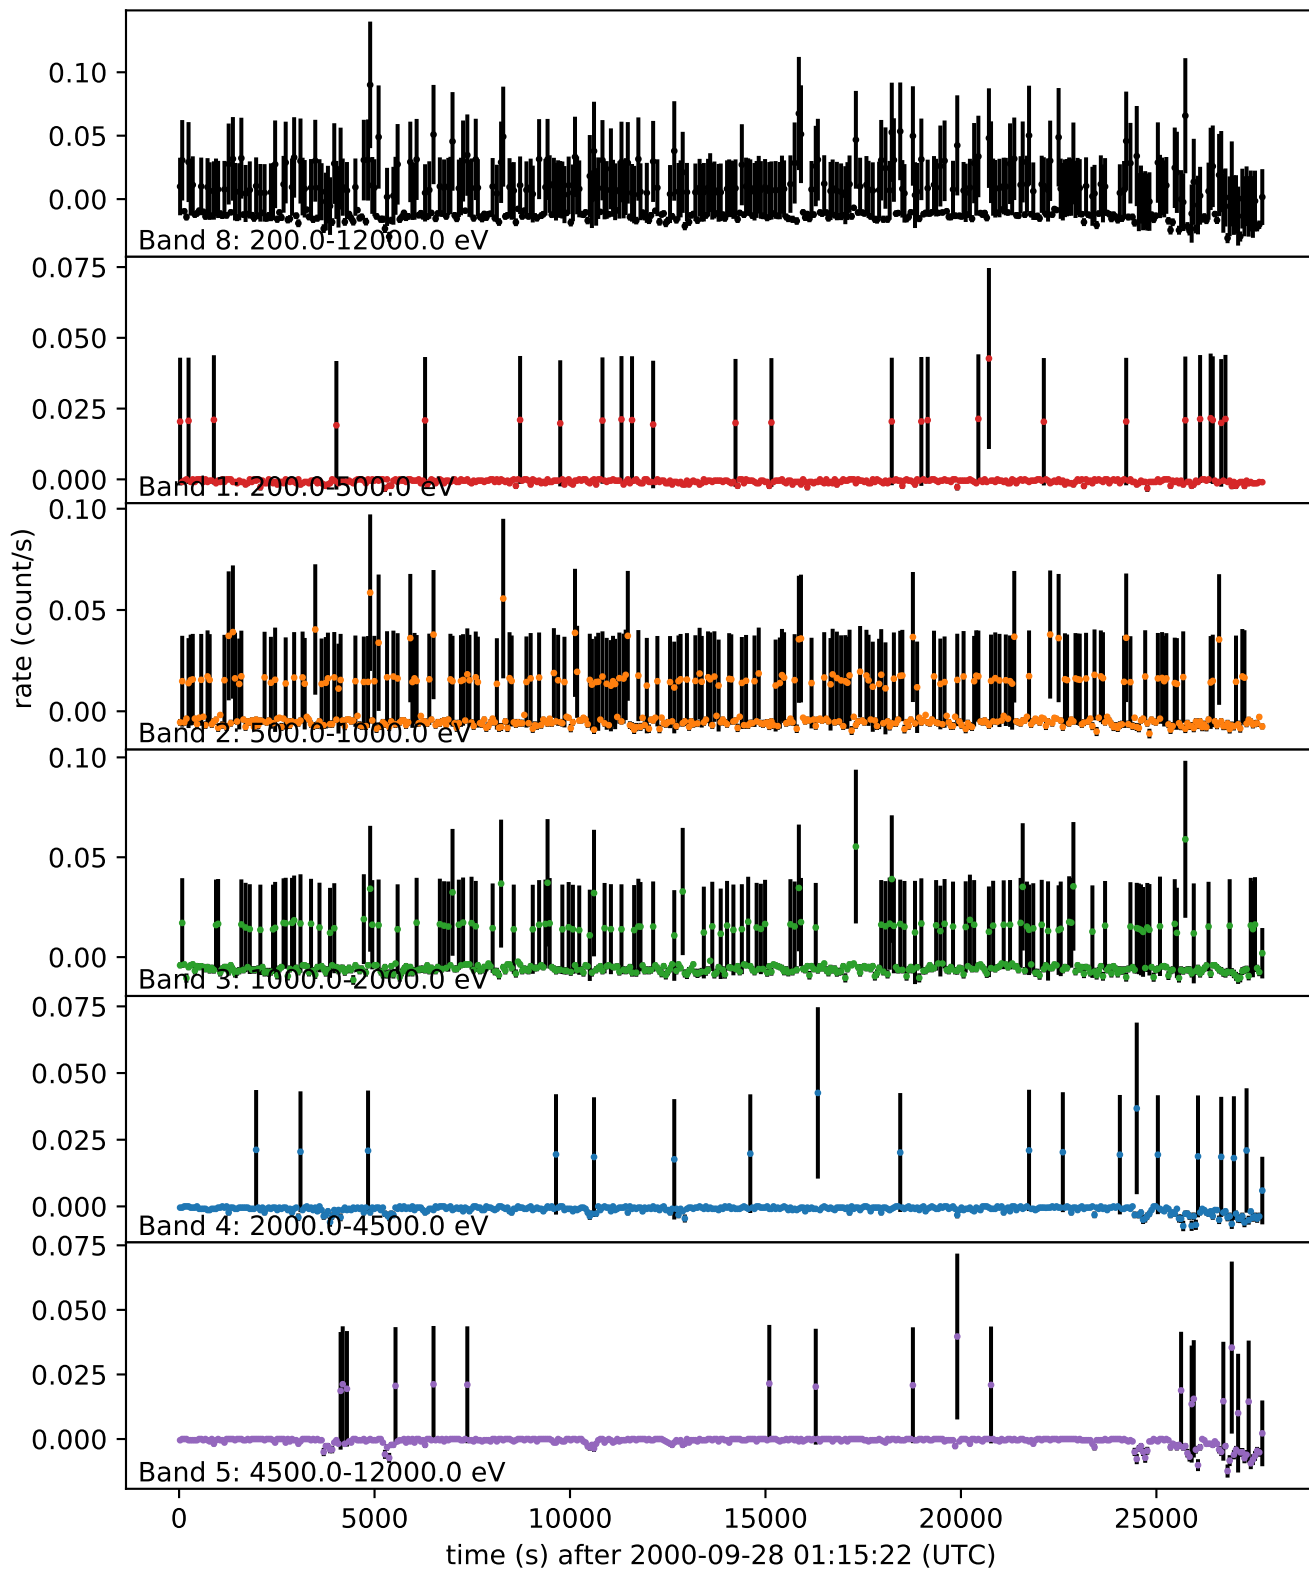 0.10
0.05
0.00
Band 8: 200.0-12000.0 eV
0.075
0.050
0.025
0.000
Band 1: 200.0-500.0 eV
0.10
0.05
0.00
Band 2: 500.0-1000.0 eV
rate (count/s)
0.10
0.05
0.00
Band 3: 1000.0-2000.0 eV
0.075
0.050
0.025
0.000
Band 4: 2000.0-4500.0 eV
0.075
0.050
0.025
0.000
Band 5: 4500.0-12000.0 eV
0 5000 10000 15000 20000 25000
time (s) after 2000-09-28 01:15:22 (UTC)